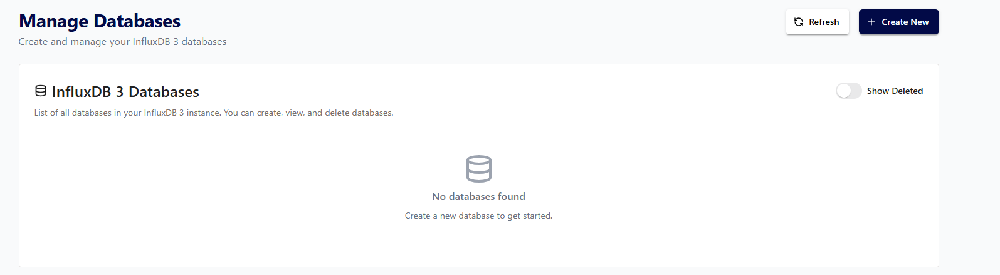 Manage Databases
Create and manage your InfluxDB 3 databases
Refresh
Create New
InfluxDB 3 Databases
Show Deleted
List of all databases in your InfluxDB 3 instance. You can create, view, and delete databases.
No databases found
Create a new database to get started.